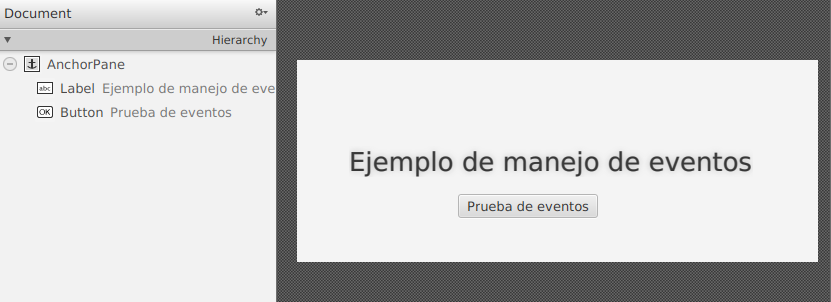 Document
Hierarchy
AnchorPane
abc Label Ejemplo de manejo de eve
OK Button Prueba de eventos
Ejemplo de manejo de eventos
Prueba de eventos